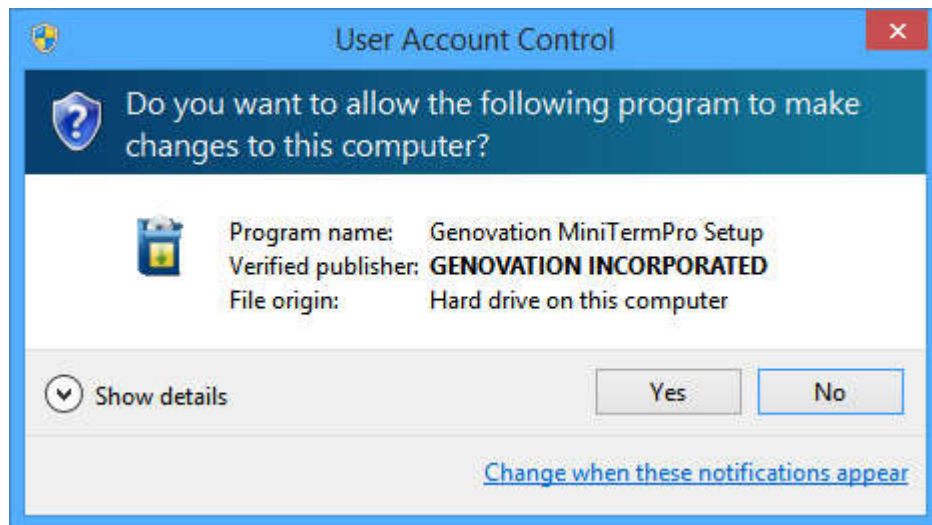 User Account Control
Do you want to allow the following program to make
changes to this computer?
Program name: Genovation MiniTermPro Setup
Verified publisher: GENOVATION INCORPORATED
File origin: Hard drive on this computer
Show details Yes No
Change when these notifications appear